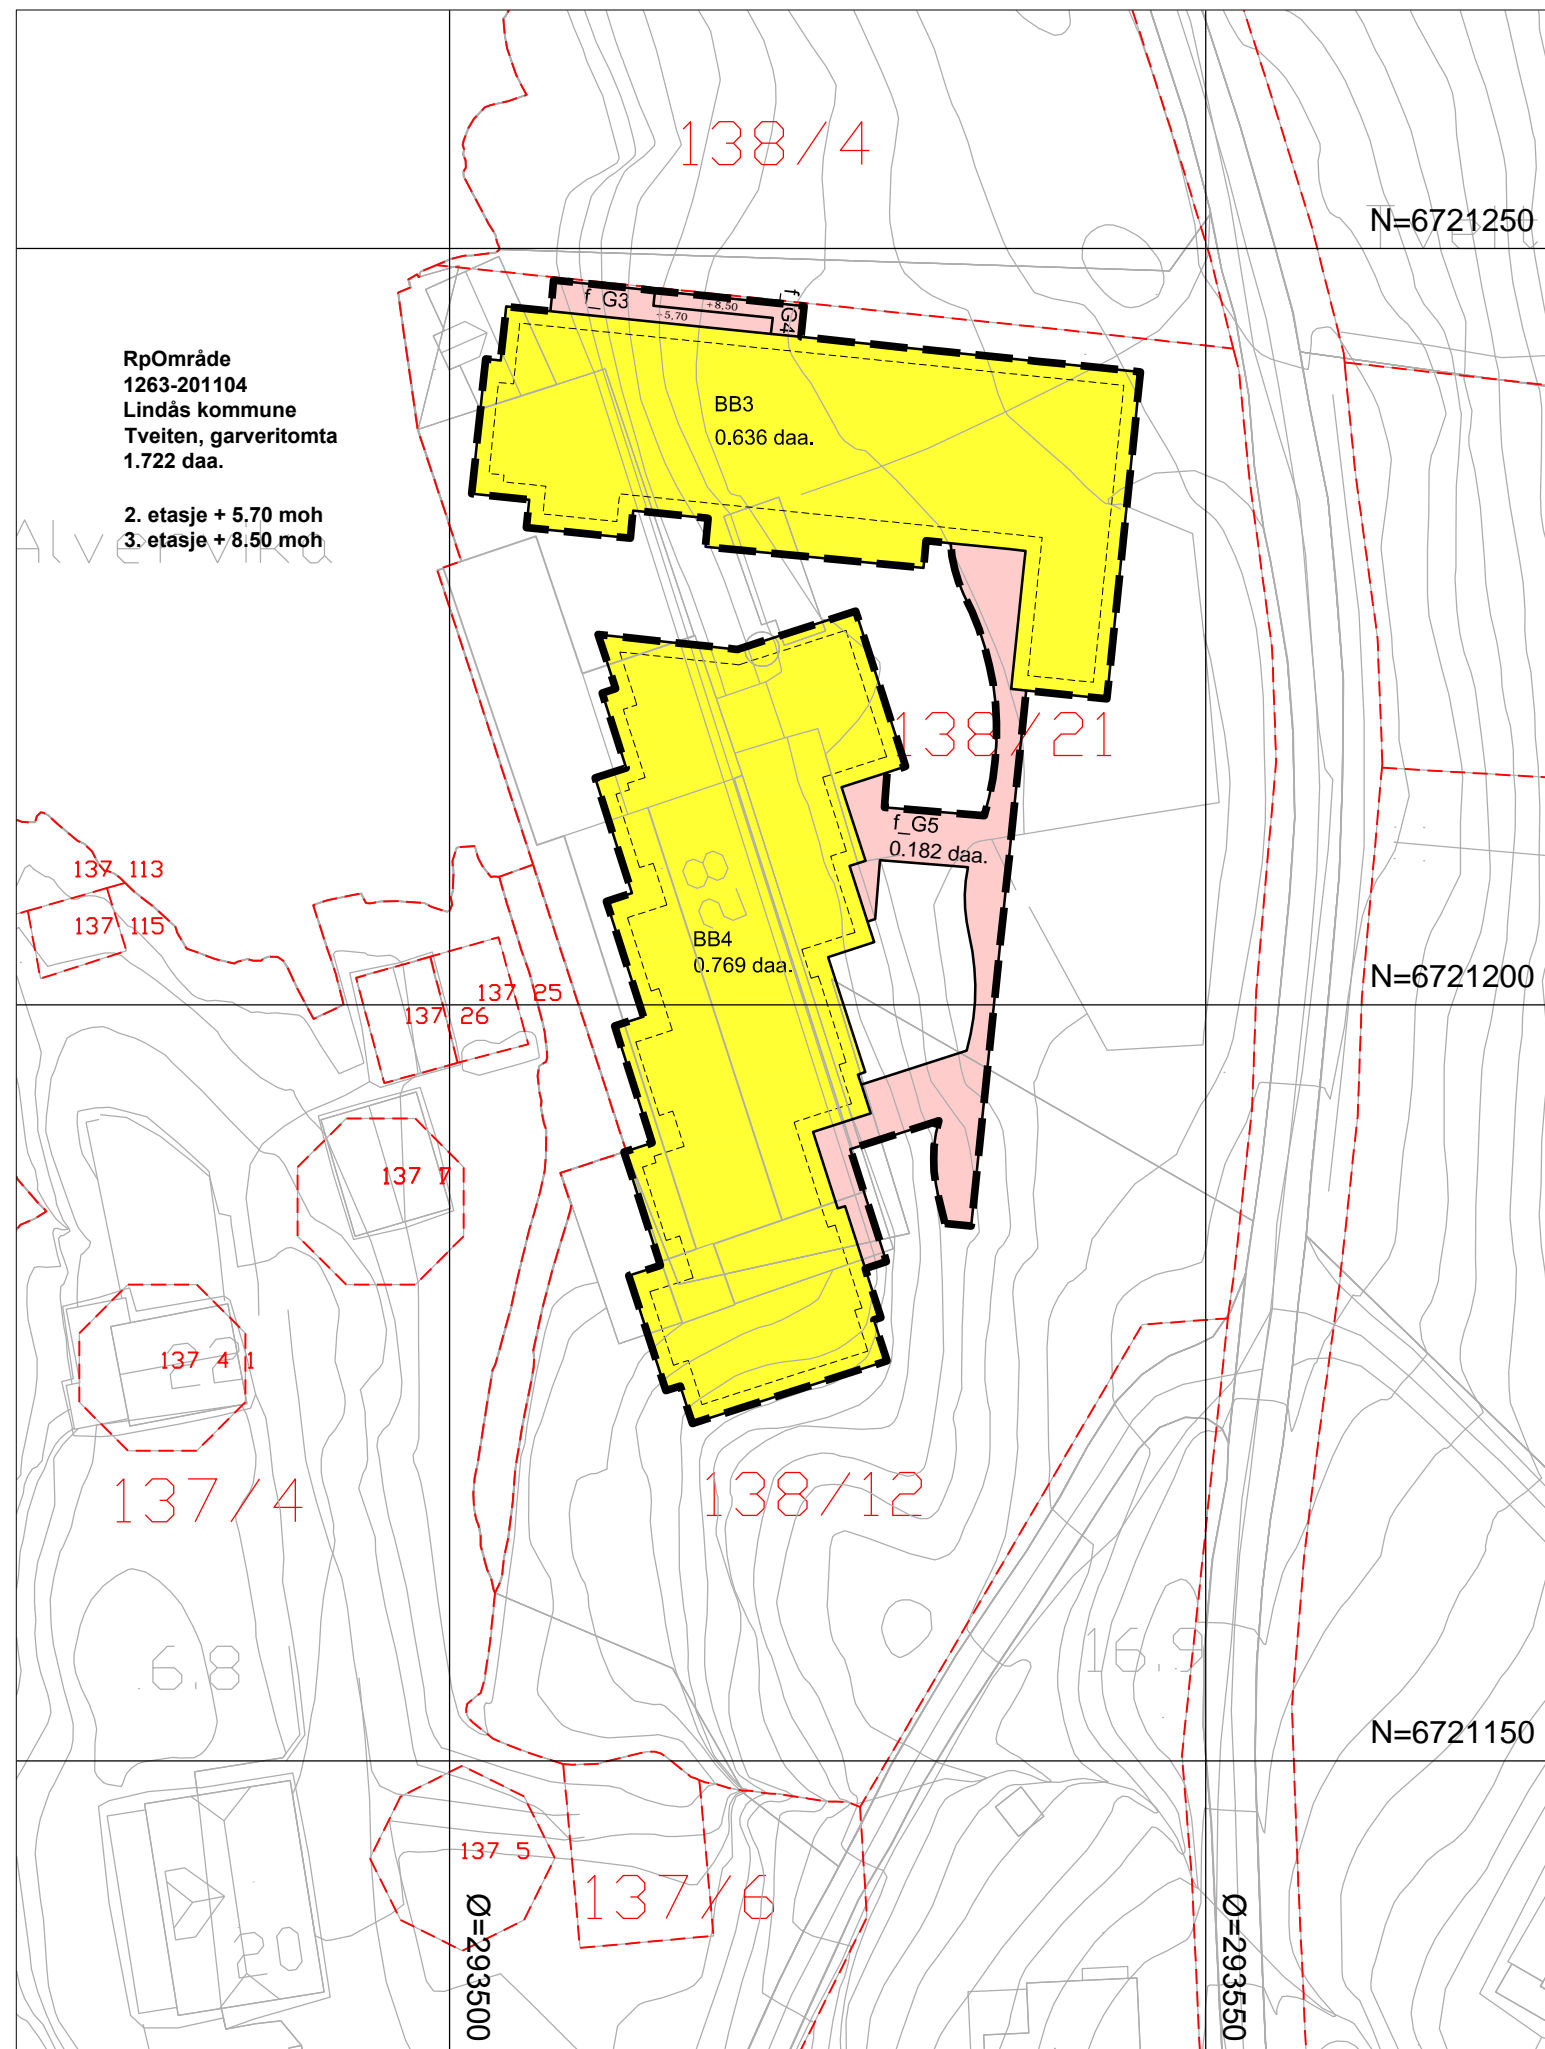 138/4
N=6721250
f_G3
+8.50
+5.70
f_G4
RpOmråde
1263-201104
Lindås kommune
Tveiten, garveritomta
1.722 daa.
2. etasje + 5.70 moh
3. etasje + 8.50 moh
BB3
0.636 daa.
138/21
f_G5
0.182 daa.
137 113
137 115
28
BB4
0.769 daa.
N=6721200
137 25
137 26
137 7
137 4 1
22
137/4
138/12
6,8
16,9
N=6721150
137 5
137/6
20
Ø=293500
Ø=293550